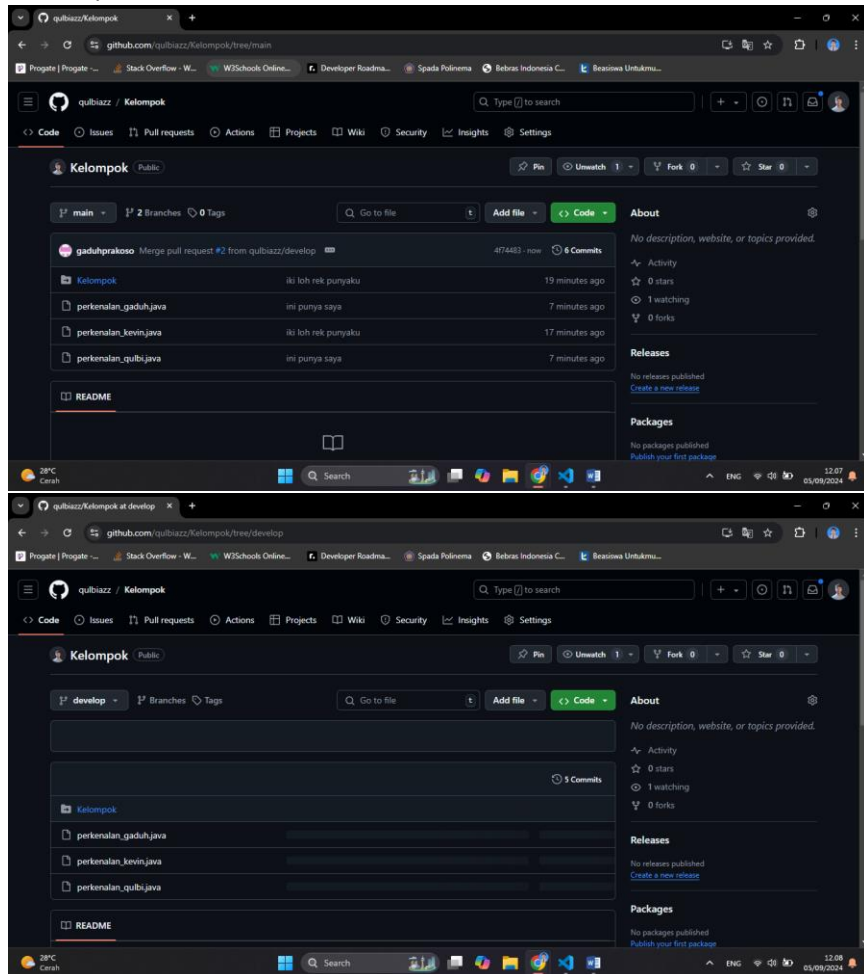 qulbiazz/Kelompok
github.com/qulbiazz/Kelompok/tree/main
Progate | Progate -... Stack Overflow - W... W3Schools Online... Developer Roadma... Spada Polinema Bebras Indonesia C... Beasiswa Untukmu...
qulbiazz / Kelompok Type / to search
Code Issues Pull requests Actions Projects Wiki Security Insights Settings
Kelompok Public Pin Unwatch 1 Fork 0 Star 0
main 2 Branches 0 Tags Go to file t Add file Code About
No description, website, or topics provided.
gaduhprakoso Merge pull request #2 from qulbiazz/develop 4f74483 · now 6 Commits
Activity
Kelompok iki loh rek punyaku 19 minutes ago 0 stars
perkenalan_gaduh.java ini punya saya 7 minutes ago 1 watching
0 forks
perkenalan_kevin.java iki loh rek punyaku 17 minutes ago
perkenalan_qulbi.java ini punya saya 7 minutes ago Releases
No releases published
README Create a new release
Packages
No packages published
Publish your first package
28°C
Cerah
Search
ENG
12.07
05/09/2024
qulbiazz/Kelompok at develop
github.com/qulbiazz/Kelompok/tree/develop
Progate | Progate -... Stack Overflow - W... W3Schools Online... Developer Roadma... Spada Polinema Bebras Indonesia C... Beasiswa Untukmu...
qulbiazz / Kelompok Type / to search
Code Issues Pull requests Actions Projects Wiki Security Insights Settings
Kelompok Public Pin Unwatch 1 Fork 0 Star 0
develop Branches Tags Go to file t Add file Code About
No description, website, or topics provided.
Activity
5 Commits 0 stars
1 watching
Kelompok 0 forks
perkenalan_gaduh.java
perkenalan_kevin.java Releases
No releases published
perkenalan_qulbi.java Create a new release
Packages
README No packages published
Publish your first package
28°C
Cerah
Search
ENG
12.08
05/09/2024